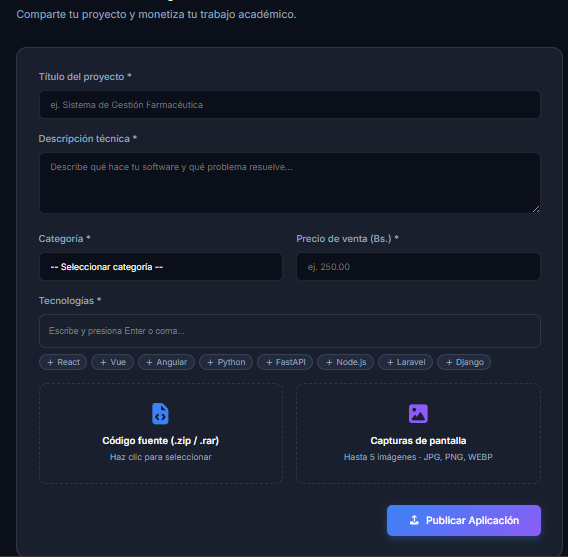 Comparte tu proyecto y monetiza tu trabajo académico.
Título del proyecto *
ej. Sistema de Gestión Farmacéutica
Descripción técnica *
Describe qué hace tu software y qué problema resuelve...
Categoría * Precio de venta (Bs.) *
-- Seleccionar categoría -- ej. 250.00
Tecnologías *
Escribe y presiona Enter o coma...
+ React + Vue + Angular + Python + FastAPI + Node.js + Laravel + Django
Código fuente (.zip / .rar) Capturas de pantalla
Haz clic para seleccionar Hasta 5 imágenes · JPG, PNG, WEBP
Publicar Aplicación